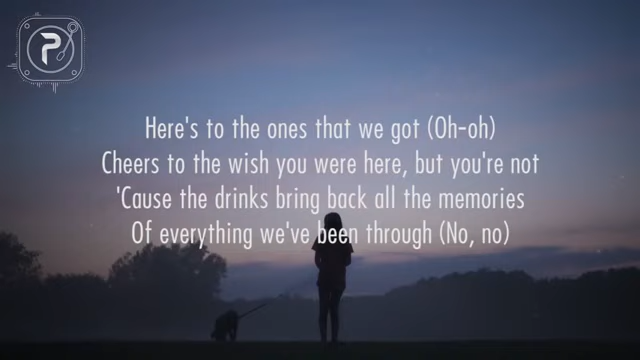 P
Here's to the ones that we got (Oh-oh)
Cheers to the wish you were here, but you're not
'Cause the drinks bring back all the memories
Of everything we've been through (No, no)